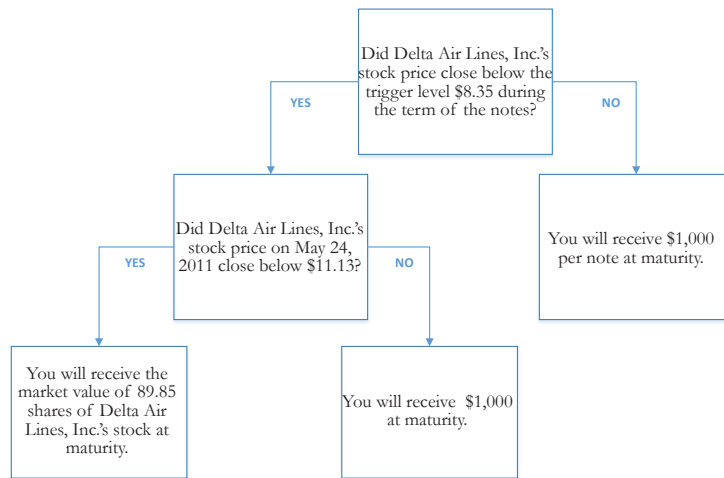 Did Delta Air Lines, Inc.'s
stock price close below the
trigger level $8.35 during
the term of the notes?
YES
NO
Did Delta Air Lines, Inc.'s
stock price on May 24,
2011 close below $11.13?
You will receive $1,000
per note at maturity.
YES
NO
You will receive the
market value of 89.85
shares of Delta Air
Lines, Inc.'s stock at
maturity.
You will receive $1,000
at maturity.